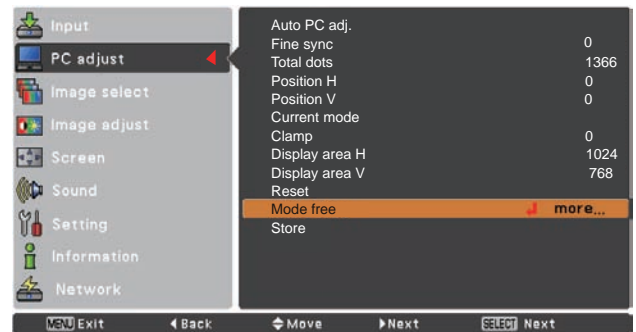 Input
PC adjust
Image select
Image adjust
Screen
Sound
Setting
Information
Network
Auto PC adj.
Fine sync 0
Total dots 1366
Position H 0
Position V 0
Current mode
Clamp 0
Display area H 1024
Display area V 768
Reset
Mode free more...
Store
MENU Exit Back Move Next SELECT Next